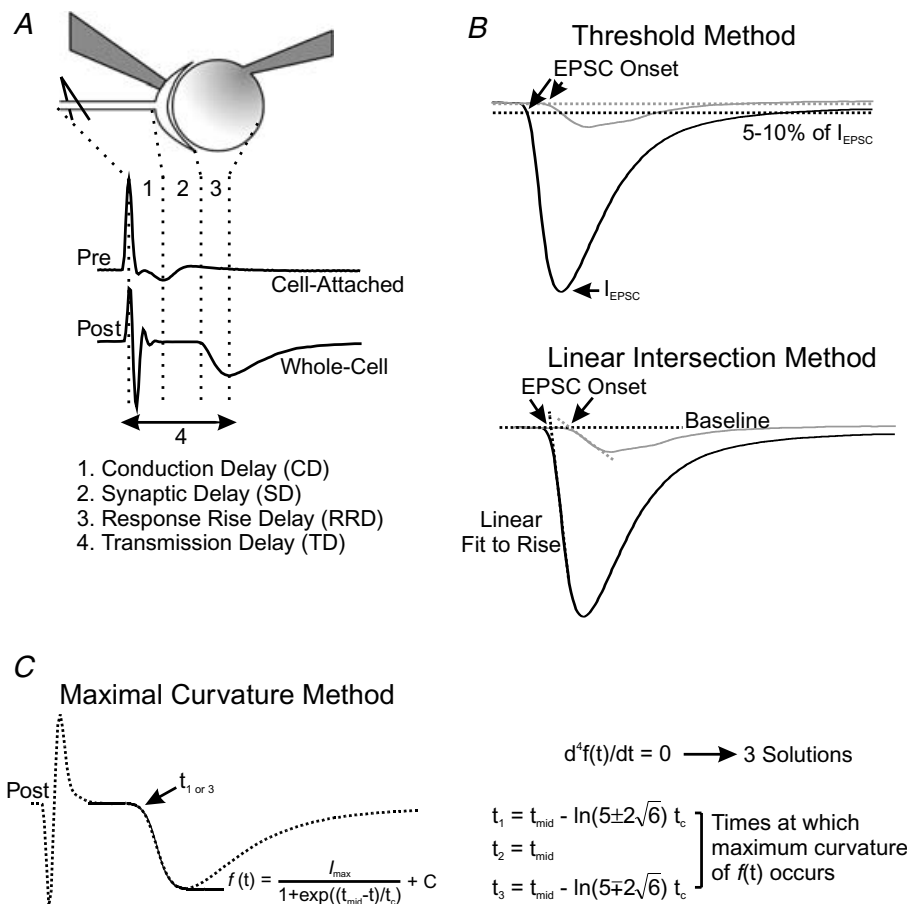 A
1 2 3
Pre
Cell-Attached
Post
Whole-Cell
4
1. Conduction Delay (CD)
2. Synaptic Delay (SD)
3. Response Rise Delay (RRD)
4. Transmission Delay (TD)
B
Threshold Method
EPSC Onset
5-10% of I_EPSC
I_EPSC
Linear Intersection Method
EPSC Onset
Baseline
Linear
Fit to Rise
C
Maximal Curvature Method
Post
t_1 or 3
f (t) = I_max / 1+exp((t_mid-t)/t_c) + C
d⁴f(t)/dt = 0 → 3 Solutions
t₁ = t_mid - ln(5±2√6) t_c
t₂ = t_mid
t₃ = t_mid - ln(5∓2√6) t_c
Times at which
maximum curvature
of f(t) occurs